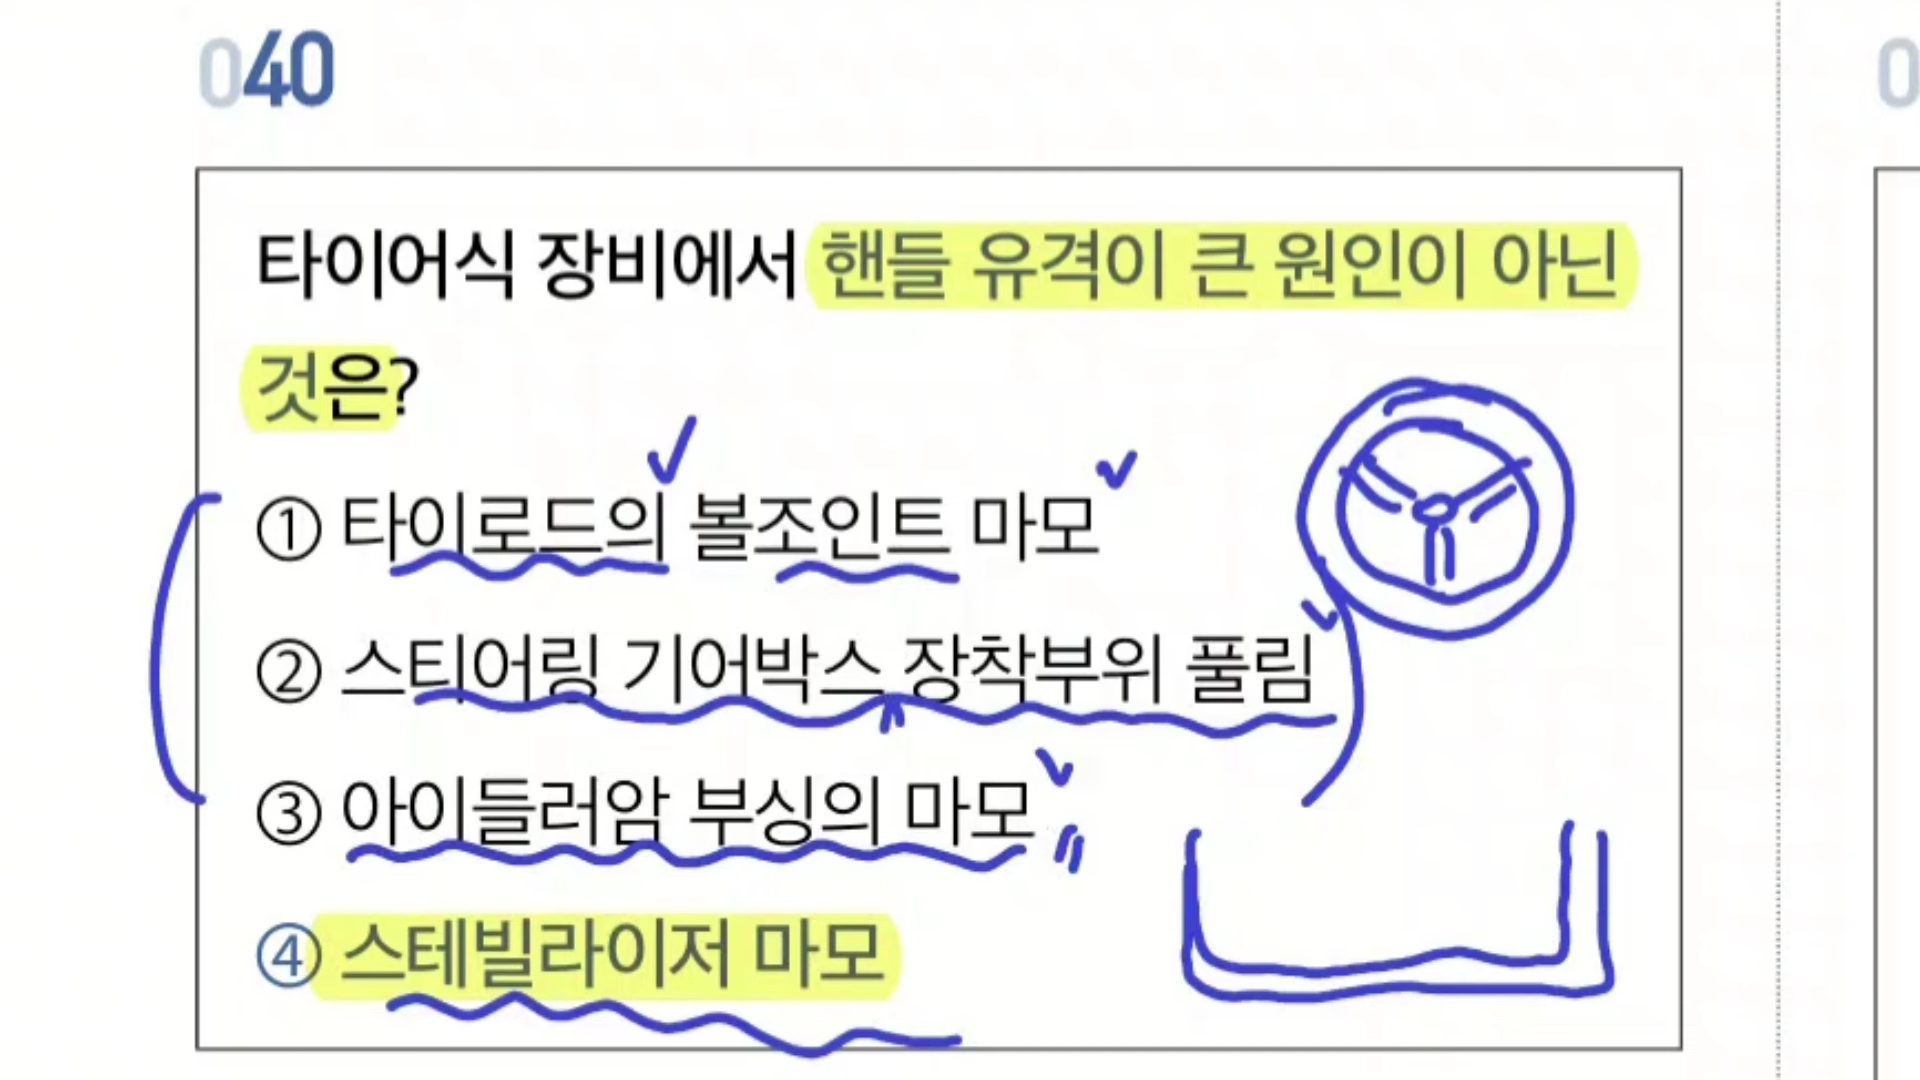 040
타이어식 장비에서 핸들 유격이 큰 원인이 아닌
것은?
① 타이로드의 볼조인트 마모
② 스티어링 기어박스 장착부위 풀림
③ 아이들러암 부싱의 마모
④ 스테빌라이저 마모
0